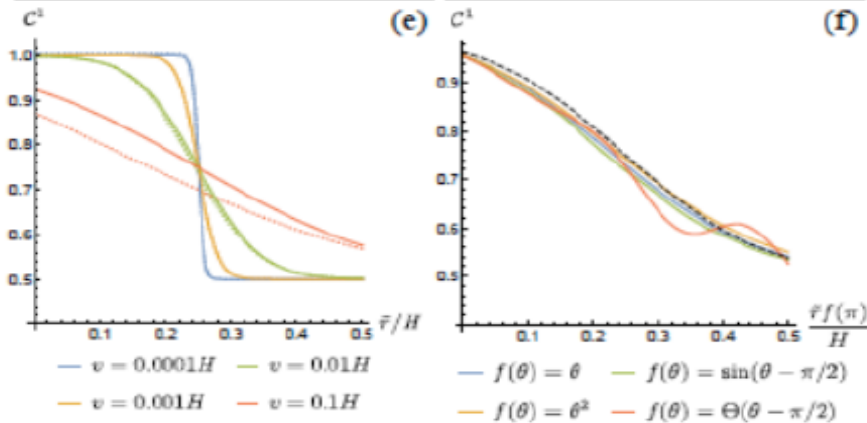 C¹ (e)
1.0
0.9
0.8
0.7
0.6
0.5
0.1 0.2 0.3 0.4 0.5 τ̄/H
v = 0.0001H v = 0.01H
v = 0.001H v = 0.1H
C¹ (f)
0.9
0.8
0.7
0.6
0.5
0.1 0.2 0.3 0.4 0.5 τ̄f(π)/H
f(θ) = θ f(θ) = sin(θ − π/2)
f(θ) = θ² f(θ) = Θ(θ − π/2)